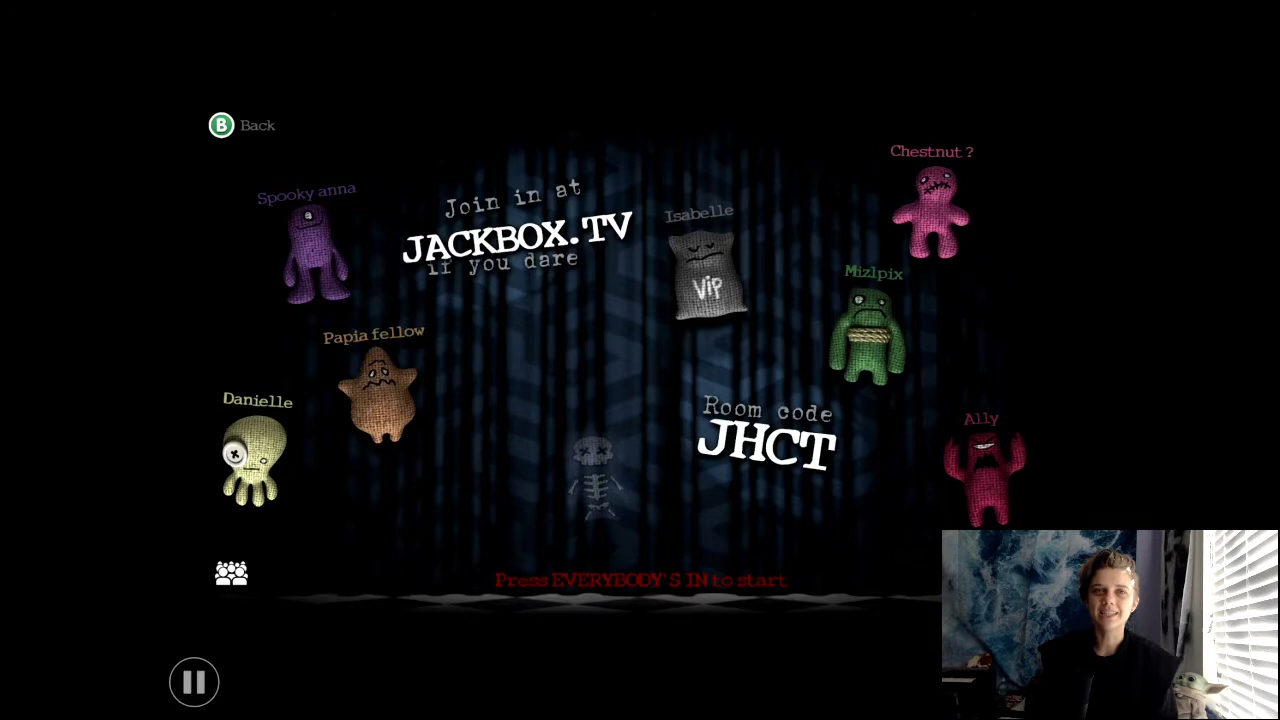 B Back
Chestnut ?
Spooky anna
Join in at
JACKBOX.TV
if you dare
Isabelle
VIP
Mizlpix
Papia fellow
Danielle
Room code
JHCT
Ally
Press EVERYBODY'S IN to start